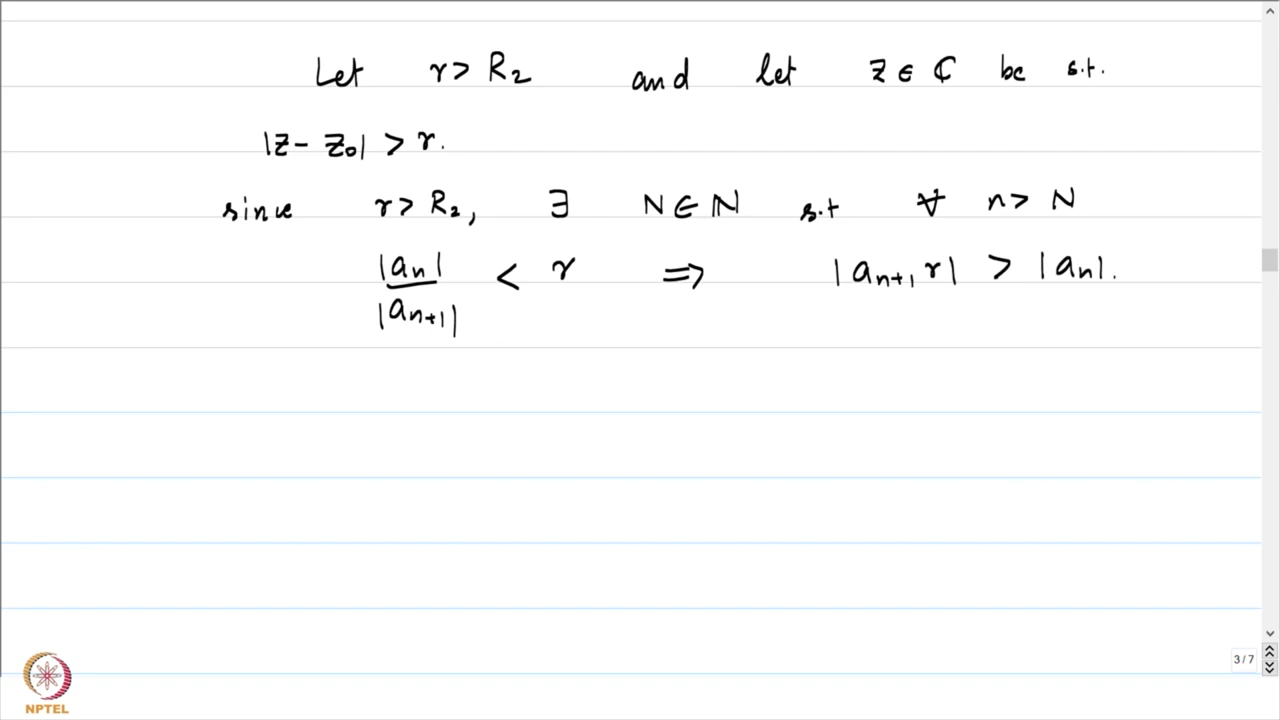 Let r > R₂ and let z ∈ ℂ be s.t.
|z - z₀| > r.
since r > R₂, ∃ N ∈ ℕ s.t ∀ n > N
|aₙ| / |aₙ₊₁| < r ⇒ |aₙ₊₁ r| > |aₙ|.
3 / 7
NPTEL